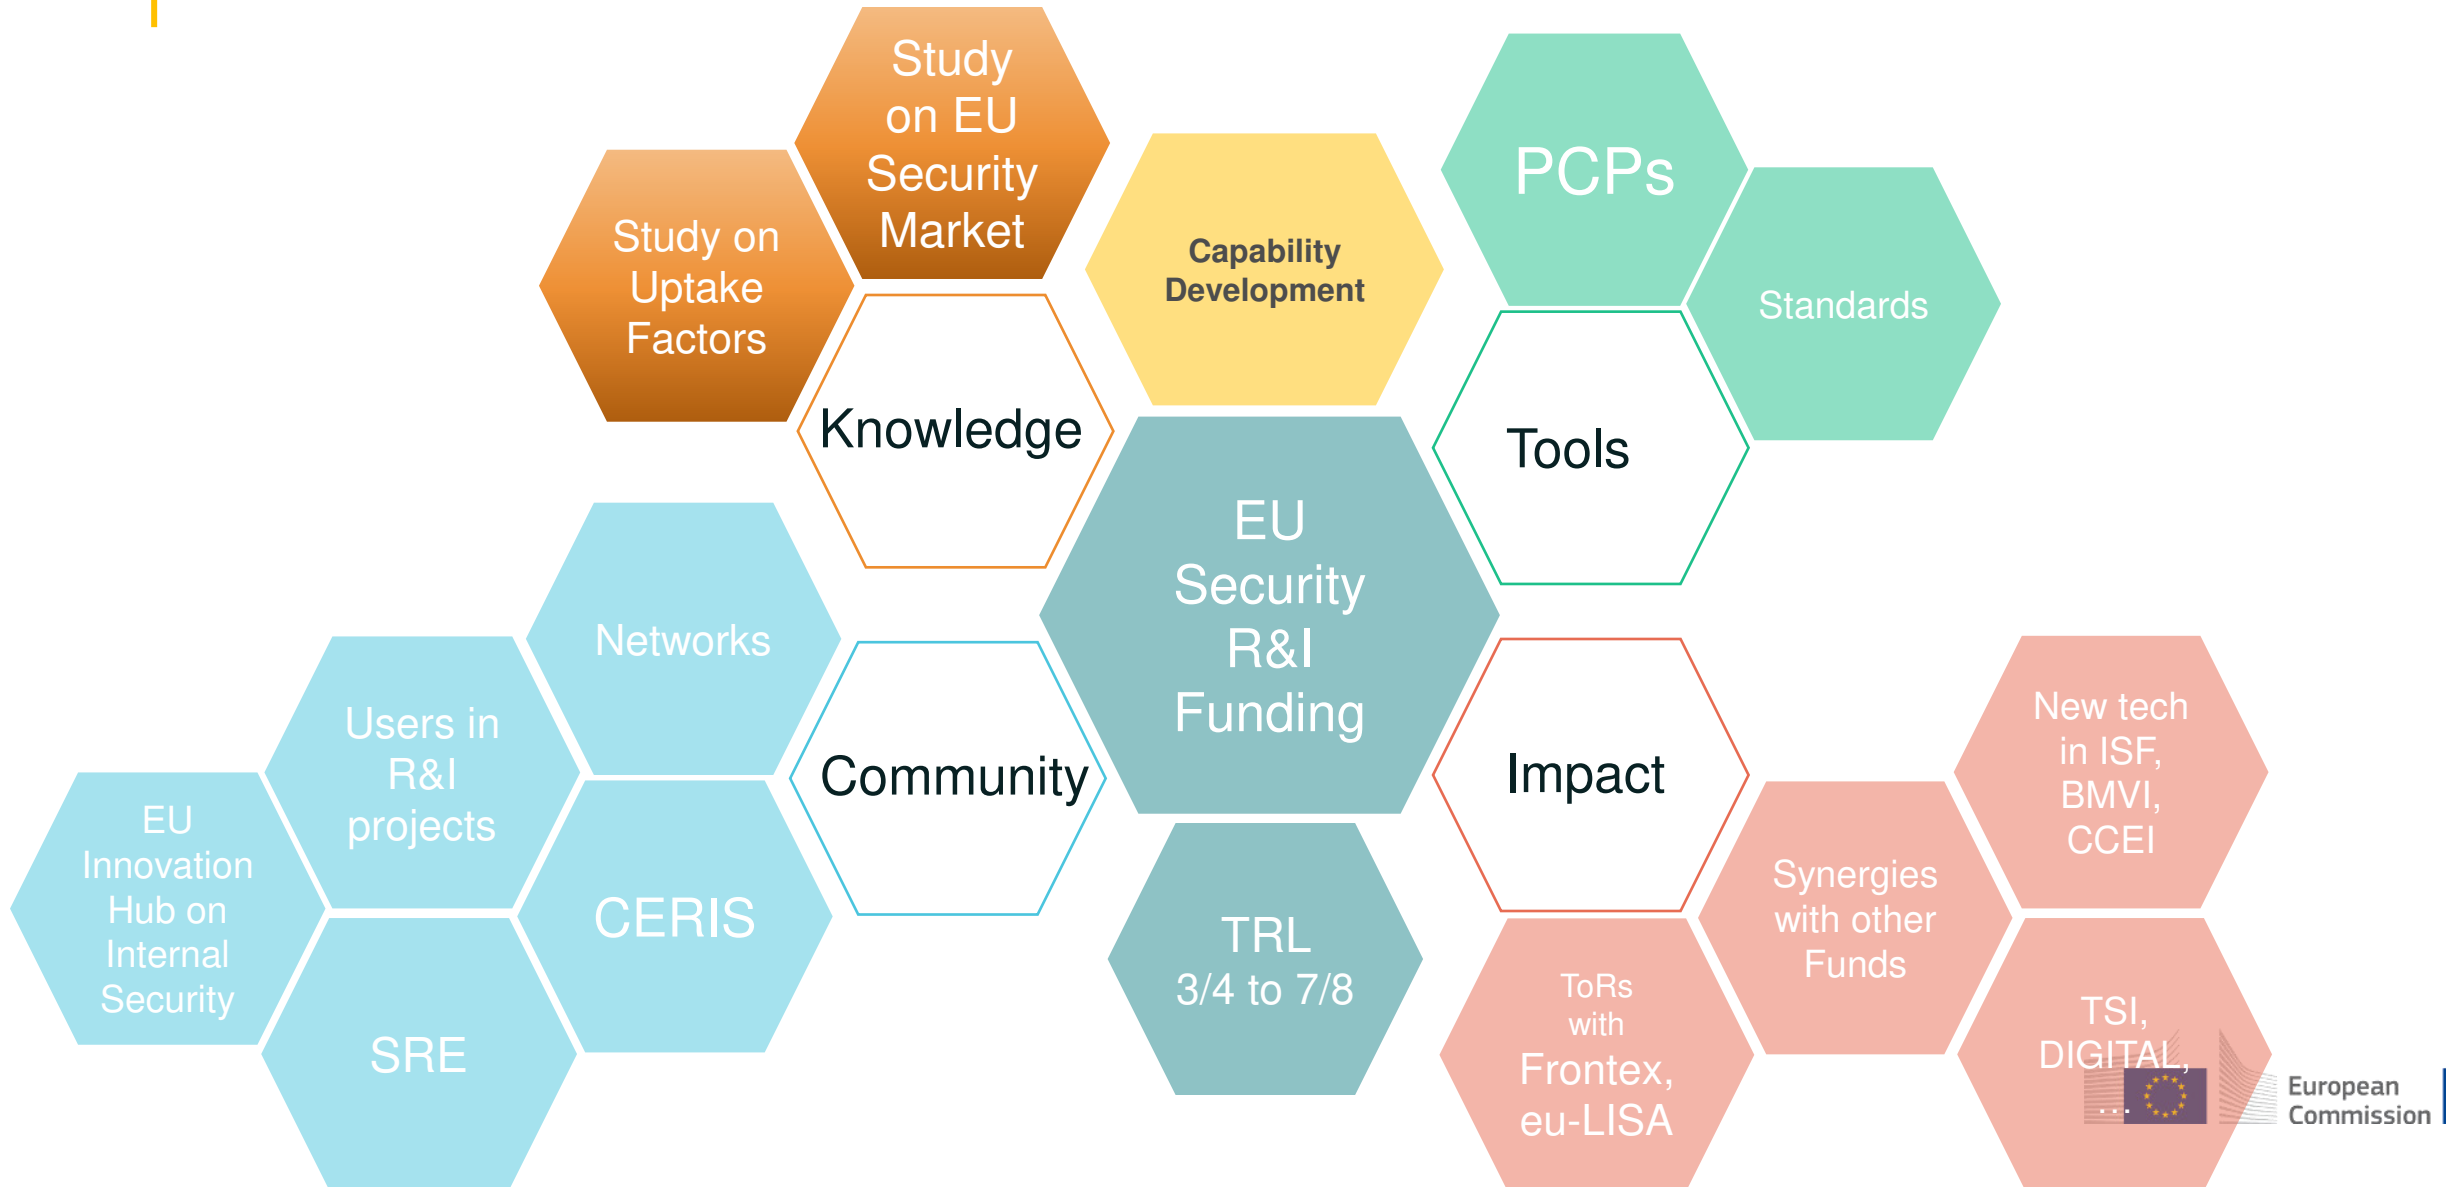 Study
on EU
Security
Market
Study on
Uptake
Factors
Knowledge
Capability
Development
PCPs
Standards
Tools
EU
Security
R&I
Funding
Networks
Users in
R&I
projects
EU
Innovation
Hub on
Internal
Security
CERIS
SRE
Community
TRL
3/4 to 7/8
Impact
New tech
in ISF,
BMVI,
CCEI
Synergies
with other
Funds
ToRs
with
Frontex,
eu-LISA
TSI,
DIGITAL,
...
European
Commission